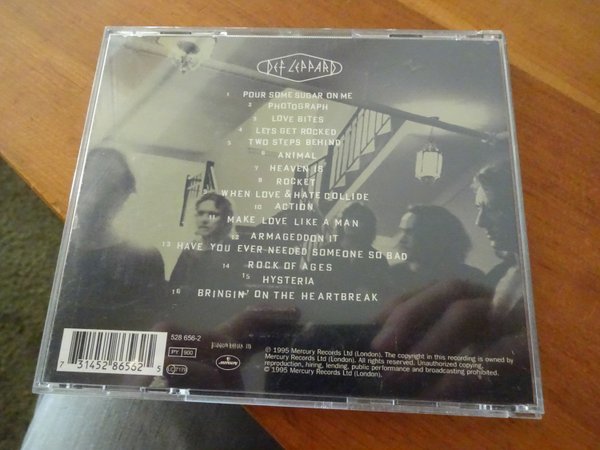 DEF LEPPARD
1 POUR SOME SUGAR ON ME
2 PHOTOGRAPH
3 LOVE BITES
4 LETS GET ROCKED
5 TWO STEPS BEHIND
6 ANIMAL
7 HEAVEN IS
8 ROCKET
9 WHEN LOVE & HATE COLLIDE
10 ACTION
11 MAKE LOVE LIKE A MAN
12 ARMAGEDDON IT
13 HAVE YOU EVER NEEDED SOMEONE SO BAD
14 ROCK OF AGES
15 HYSTERIA
16 BRINGIN' ON THE HEARTBREAK
528 656-2
PY 900
7 31452 86562 5
℗ 1995 Mercury Records Ltd (London). The copyright in this recording is owned by
Mercury Records Ltd (London). All rights reserved. Unauthorized copying,
reproduction, hiring, lending, public performance and broadcasting prohibited.
© 1995 Mercury Records Ltd (London).